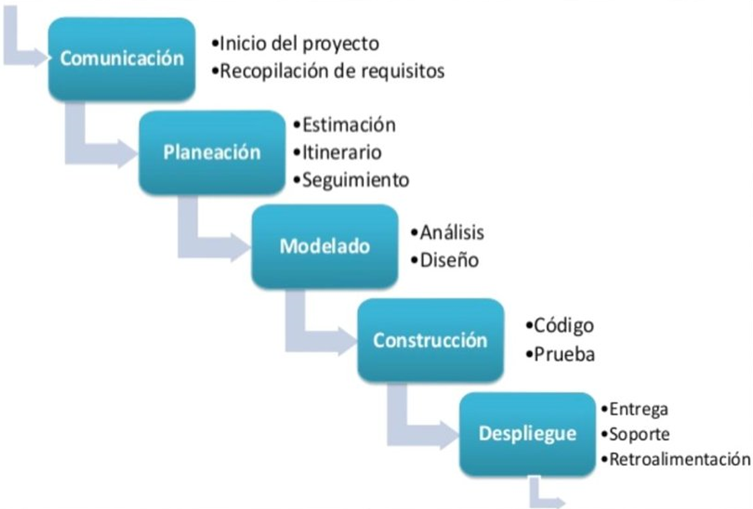 Comunicación
•Inicio del proyecto
•Recopilación de requisitos
Planeación
•Estimación
•Itinerario
•Seguimiento
Modelado
•Análisis
•Diseño
Construcción
•Código
•Prueba
Despliegue
•Entrega
•Soporte
•Retroalimentación